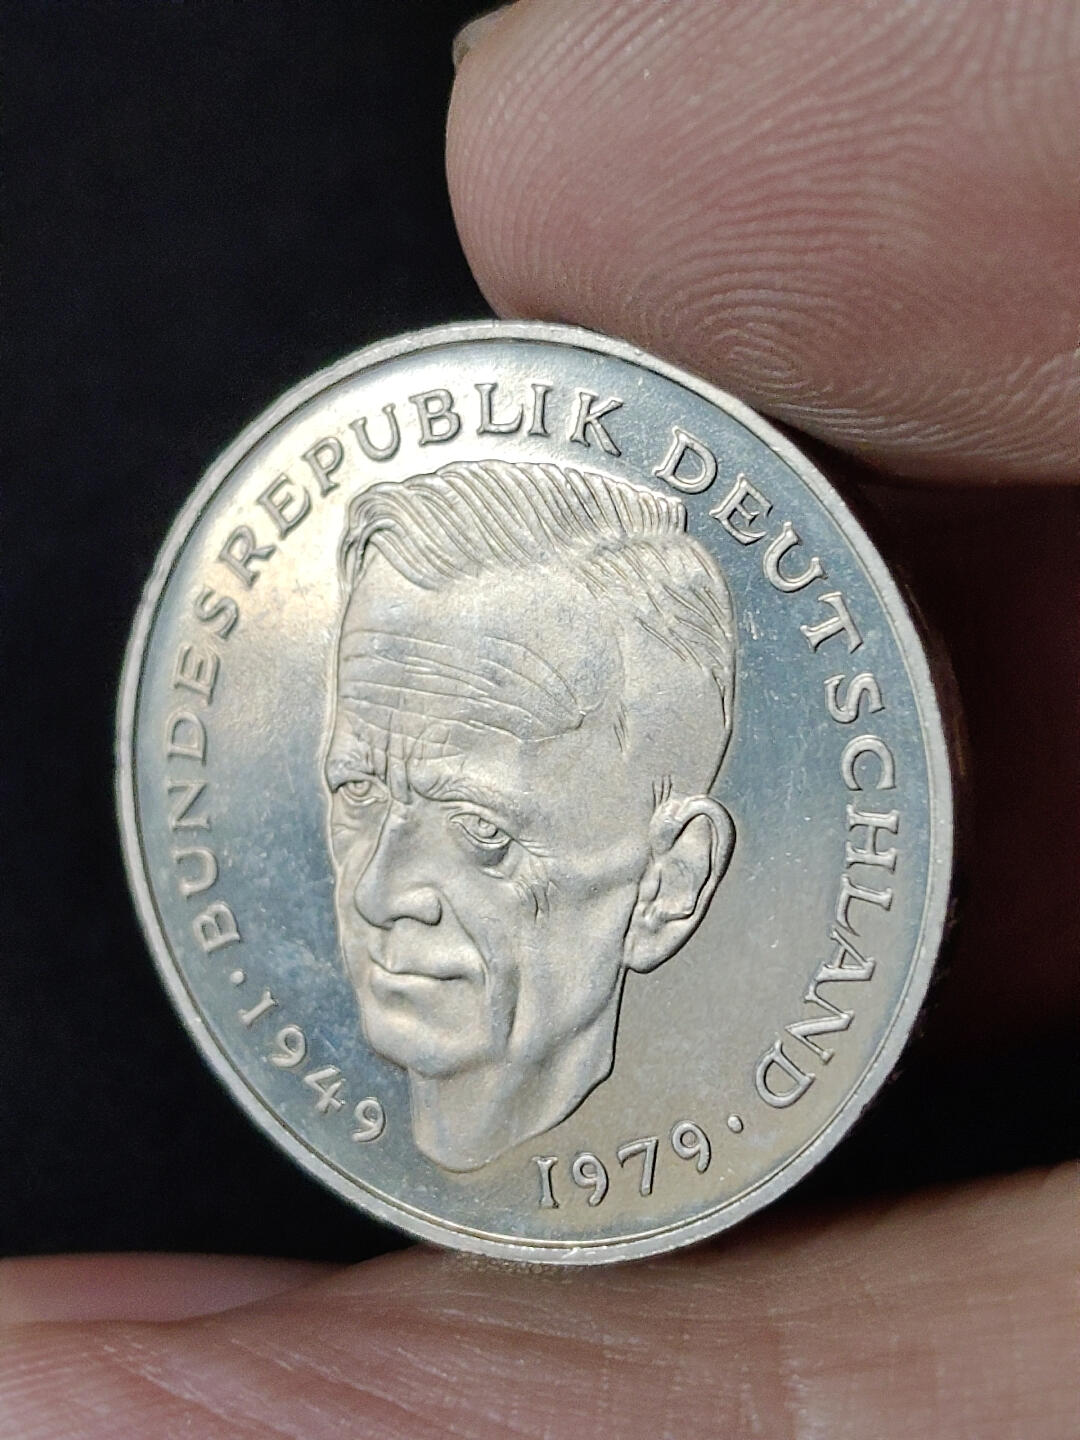 BUNDESREPUBLIK DEUTSCHLAND
· 1949
1979 ·